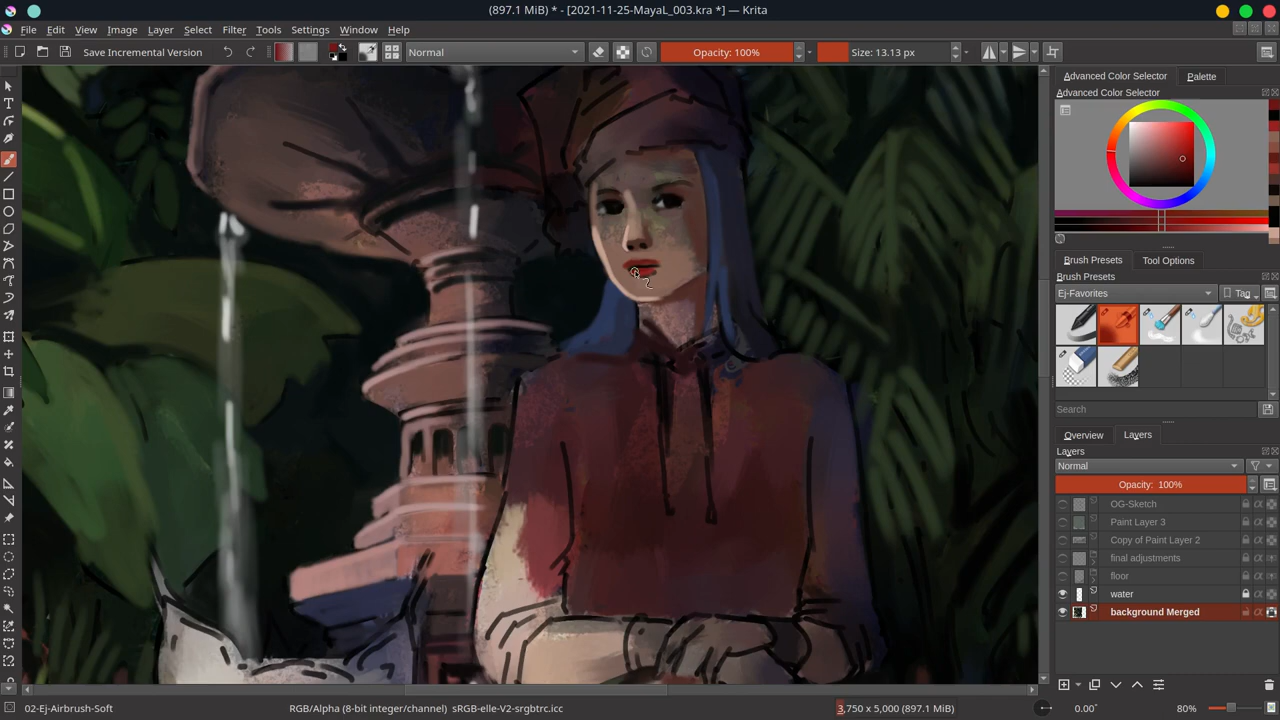 (897.1 MiB) * - [2021-11-25-MayaL_003.kra *] — Krita
File Edit View Image Layer Select Filter Tools Settings Window Help
Save Incremental Version Normal Opacity: 100% Size: 13.13 px
Advanced Color Selector Palette
Advanced Color Selector
Brush Presets Tool Options
Brush Presets
Ej-Favorites Tag
Search
Overview Layers
Layers
Normal
Opacity: 100%
OG-Sketch
Paint Layer 3
Copy of Paint Layer 2
final adjustments
floor
water
background Merged
02-Ej-Airbrush-Soft RGB/Alpha (8-bit integer/channel) sRGB-elle-V2-srgbtrc.icc 3,750 x 5,000 (897.1 MiB) 0.00° 80%